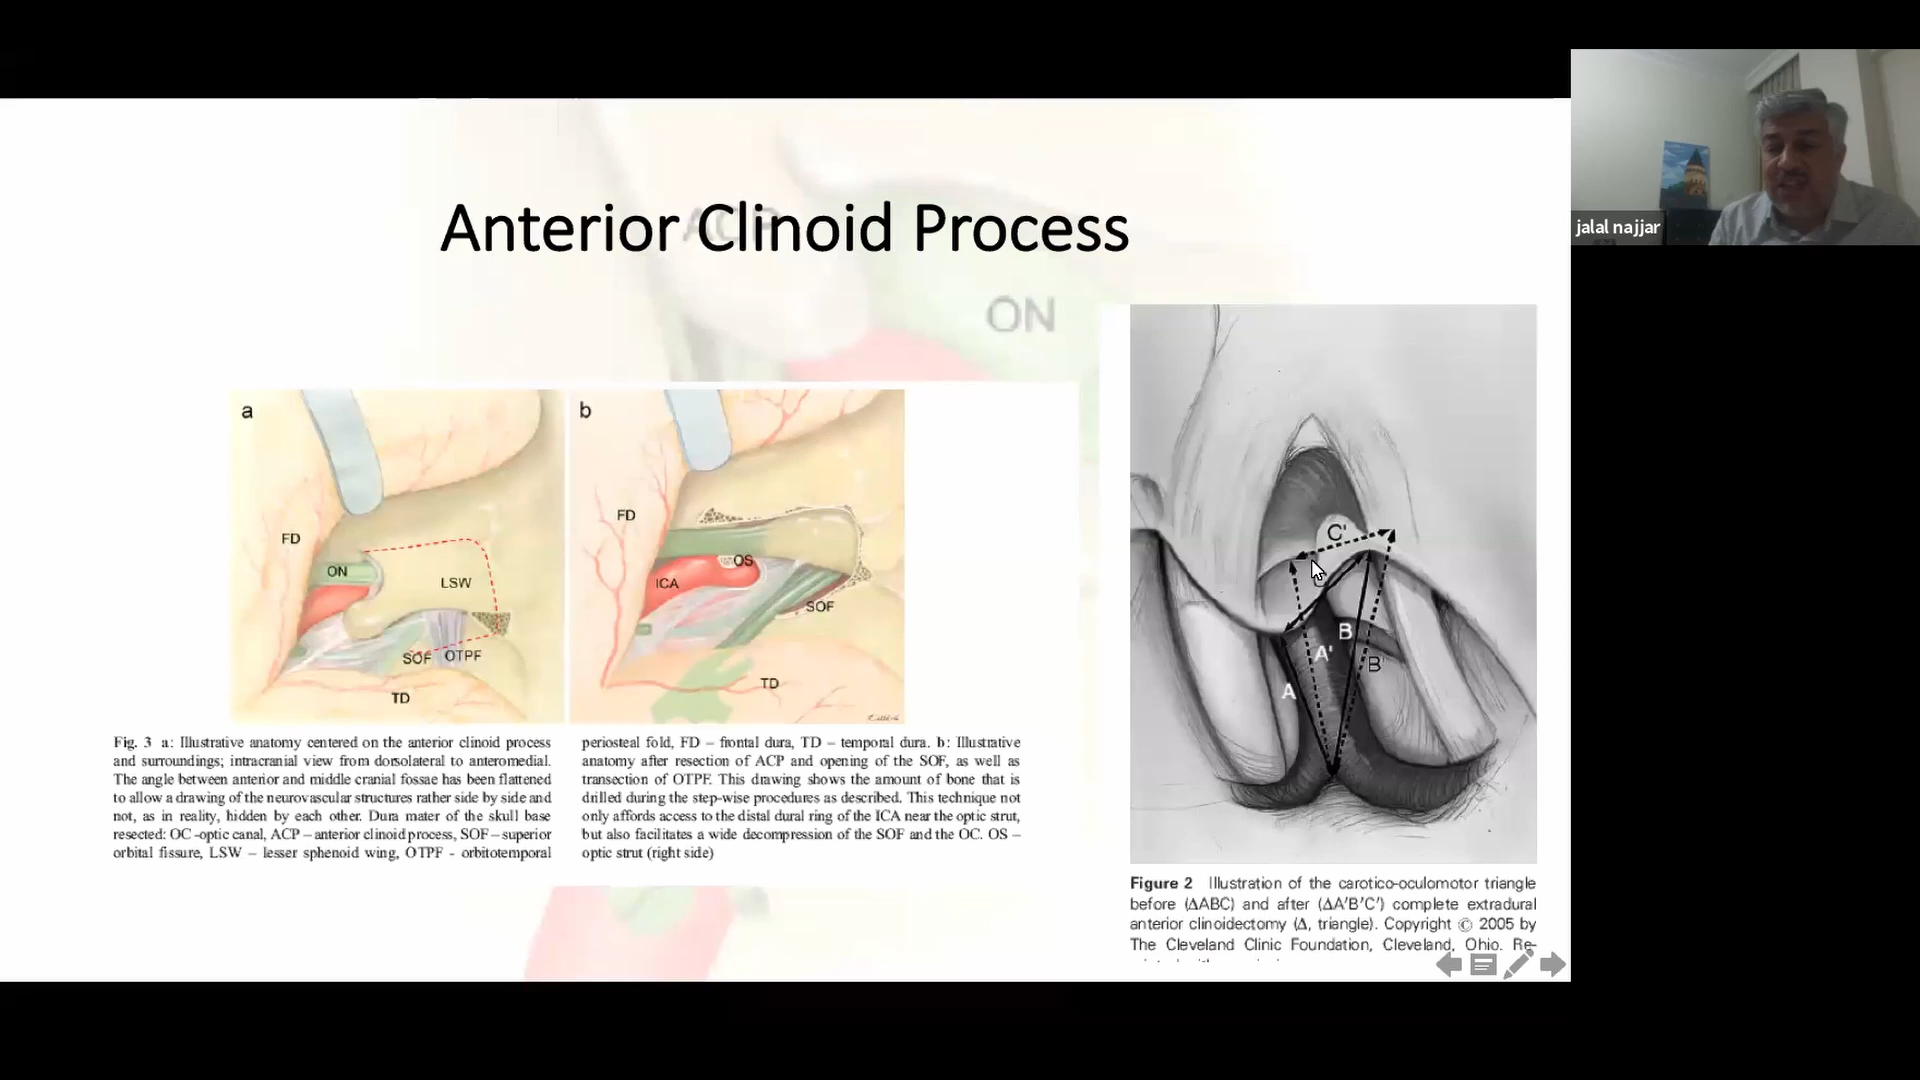 jalal najjar
Anterior Clinoid Process
ACP
ON
a
FD
ON
LSW
SOF
OTPF
TD
b
FD
OS
ICA
SOF
TD
C'
C
B
A'
B'
A
Fig. 3 a: Illustrative anatomy centered on the anterior clinoid process
and surroundings; intracranial view from dorsolateral to anteromedial.
The angle between anterior and middle cranial fossae has been flattened
to allow a drawing of the neurovascular structures rather side by side and
not, as in reality, hidden by each other. Dura mater of the skull base
resected: OC -optic canal, ACP – anterior clinoid process, SOF – superior
orbital fissure, LSW – lesser sphenoid wing, OTPF - orbitotemporal
periosteal fold, FD – frontal dura, TD – temporal dura. b: Illustrative
anatomy after resection of ACP and opening of the SOF, as well as
transection of OTPF. This drawing shows the amount of bone that is
drilled during the step-wise procedures as described. This technique not
only affords access to the distal dural ring of the ICA near the optic strut,
but also facilitates a wide decompression of the SOF and the OC. OS –
optic strut (right side)
Figure 2 Illustration of the carotico-oculomotor triangle
before (ΔABC) and after (ΔA′B′C′) complete extradural
anterior clinoidectomy (Δ, triangle). Copyright © 2005 by
The Cleveland Clinic Foundation, Cleveland, Ohio. Re-